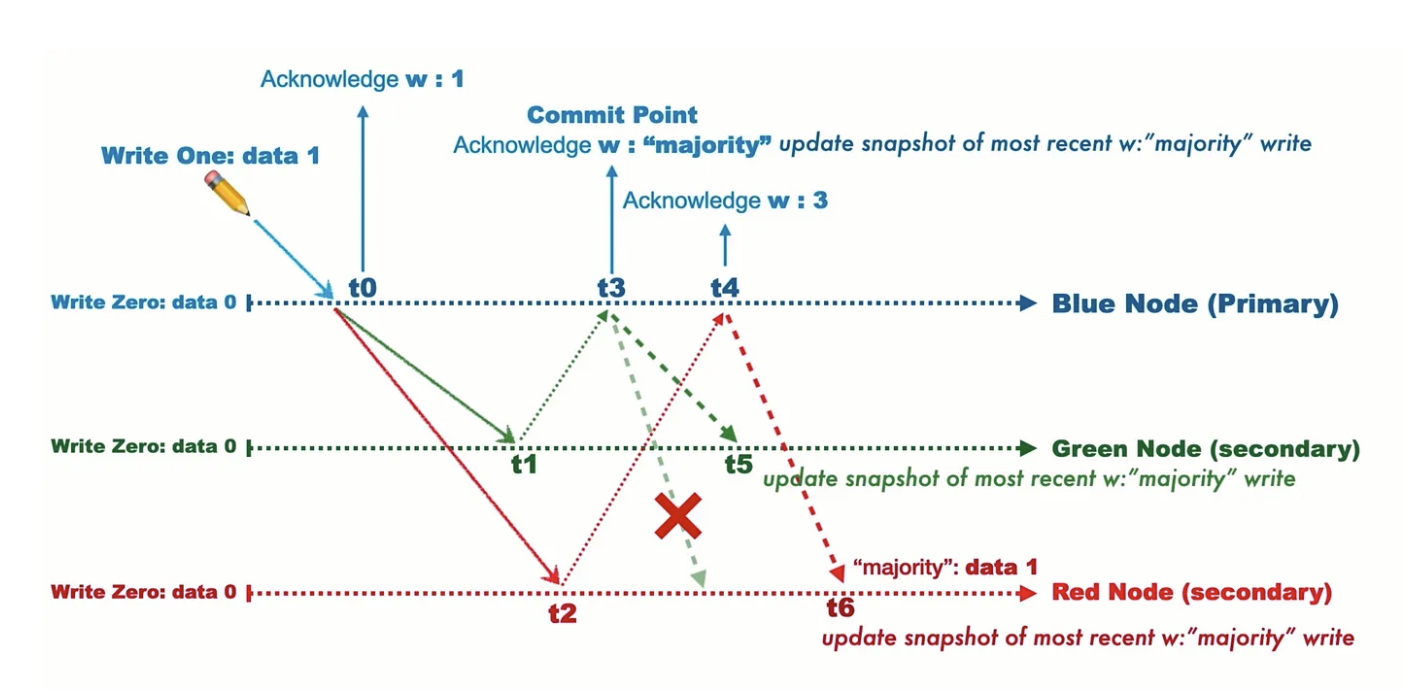 Acknowledge w : 1
Commit Point
Acknowledge w : “majority” update snapshot of most recent w:”majority” write
Write One: data 1
Acknowledge w : 3
t0
t3
t4
Write Zero: data 0
Blue Node (Primary)
Write Zero: data 0
Green Node (secondary)
t1
t5
update snapshot of most recent w:”majority” write
“majority”: data 1
Write Zero: data 0
Red Node (secondary)
t2
t6
update snapshot of most recent w:”majority” write